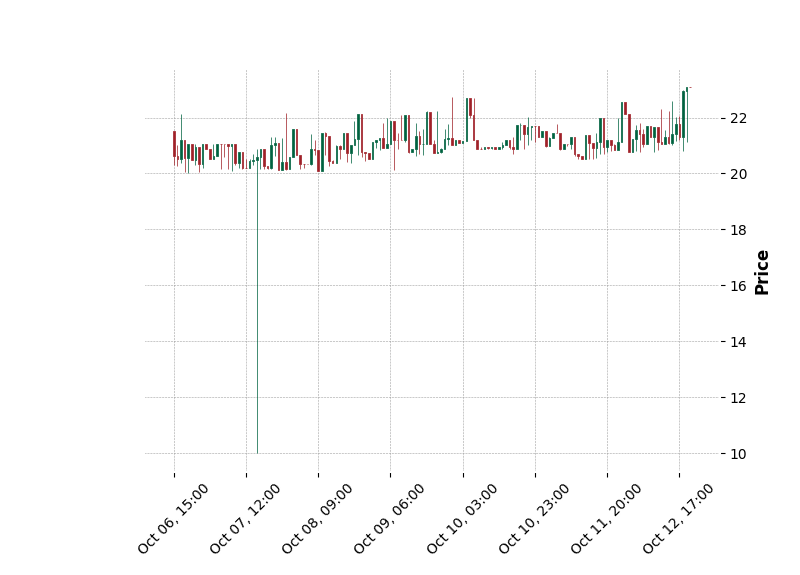 22
20
18
16
14
12
10
Price
Oct 06, 15:00
Oct 07, 12:00
Oct 08, 09:00
Oct 09, 06:00
Oct 10, 03:00
Oct 10, 23:00
Oct 11, 20:00
Oct 12, 17:00